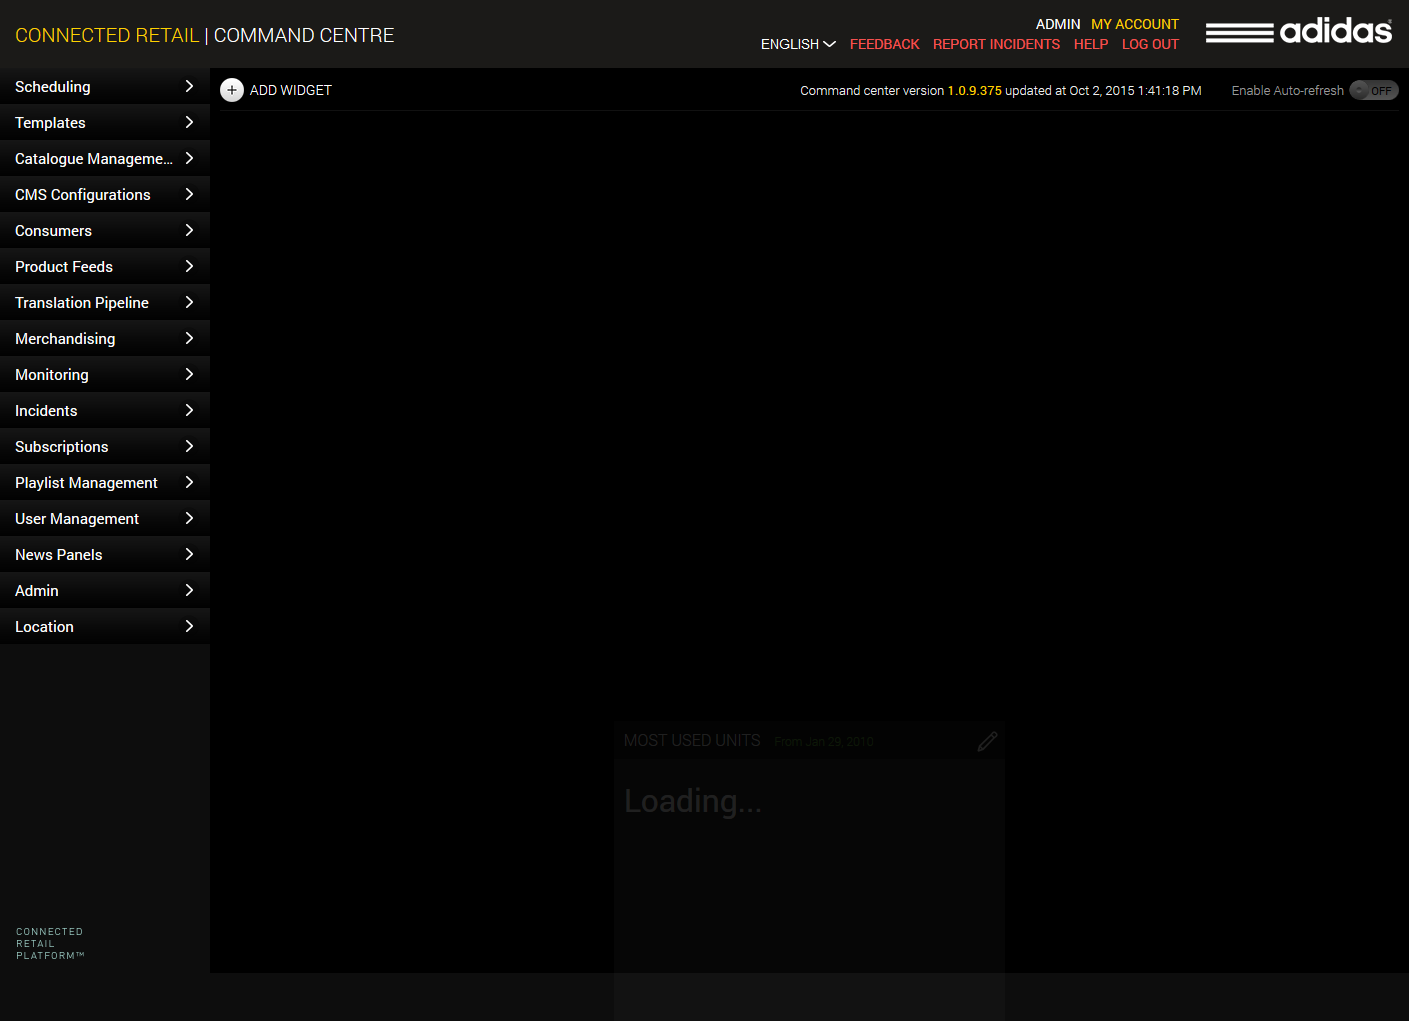 CONNECTED RETAIL | COMMAND CENTRE
ADMIN MY ACCOUNT
ENGLISH FEEDBACK REPORT INCIDENTS HELP LOG OUT
adidas
Scheduling
Templates
Catalogue Manageme...
CMS Configurations
Consumers
Product Feeds
Translation Pipeline
Merchandising
Monitoring
Incidents
Subscriptions
Playlist Management
User Management
News Panels
Admin
Location
CONNECTED
RETAIL
PLATFORM™
ADD WIDGET
Command center version 1.0.9.375 updated at Oct 2, 2015 1:41:18 PM
Enable Auto-refresh OFF
MOST USED UNITS From Jan 29, 2010
Loading...